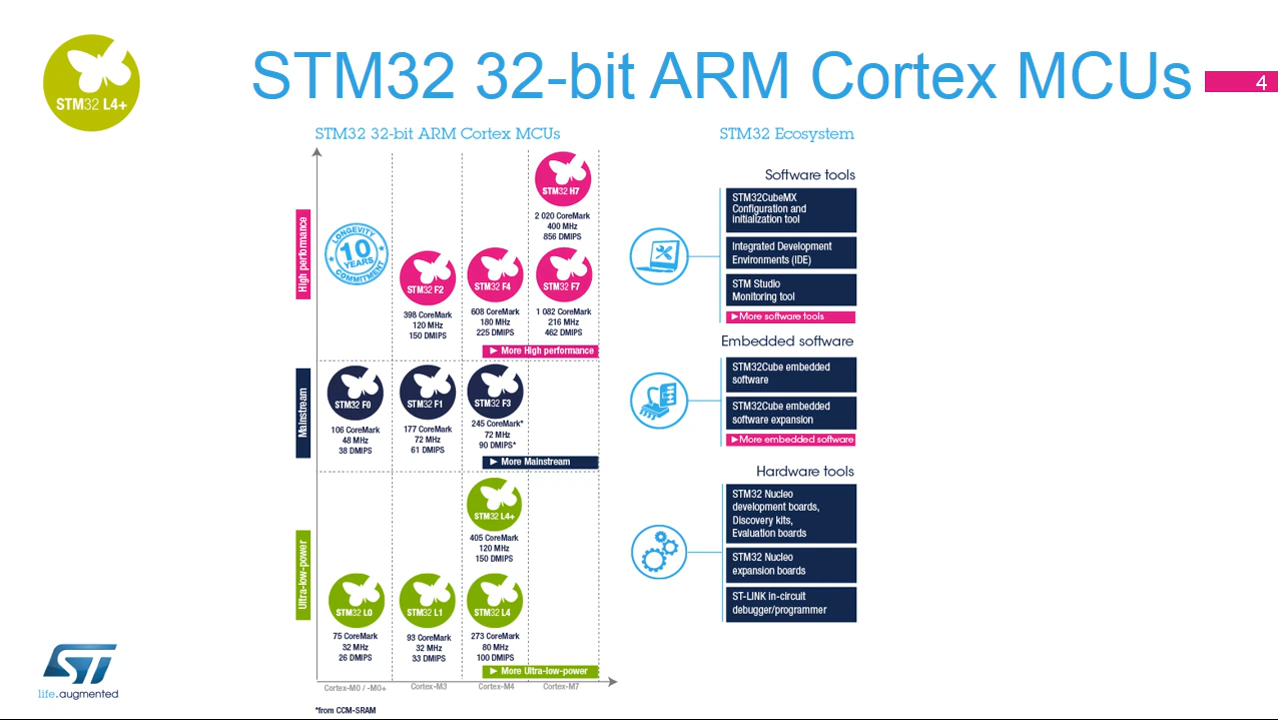 STM32 L4+
STM32 32-bit ARM Cortex MCUs
4
STM32 32-bit ARM Cortex MCUs
High performance
LONGEVITY
10
YEARS
COMMITMENT
STM32 H7
2 020 CoreMark
400 MHz
856 DMIPS
STM32 F2
398 CoreMark
120 MHz
150 DMIPS
STM32 F4
608 CoreMark
180 MHz
225 DMIPS
STM32 F7
1 082 CoreMark
216 MHz
462 DMIPS
► More High performance
Mainstream
STM32 F0
106 CoreMark
48 MHz
38 DMIPS
STM32 F1
177 CoreMark
72 MHz
61 DMIPS
STM32 F3
245 CoreMark*
72 MHz
90 DMIPS*
► More Mainstream
Ultra-low-power
STM32 L4+
405 CoreMark
120 MHz
150 DMIPS
STM32 L0
75 CoreMark
32 MHz
26 DMIPS
STM32 L1
93 CoreMark
32 MHz
33 DMIPS
STM32 L4
273 CoreMark
80 MHz
100 DMIPS
► More Ultra-low-power
Cortex-M0 / -M0+
Cortex-M3
Cortex-M4
Cortex-M7
*from CCM-SRAM
STM32 Ecosystem
Software tools
STM32CubeMX
Configuration and
initialization tool
Integrated Development
Environments (IDE)
STM Studio
Monitoring tool
►More software tools
Embedded software
STM32Cube embedded
software
STM32Cube embedded
software expansion
►More embedded software
Hardware tools
STM32 Nucleo
development boards,
Discovery kits,
Evaluation boards
STM32 Nucleo
expansion boards
ST-LINK in-circuit
debugger/programmer
ST
life.augmented